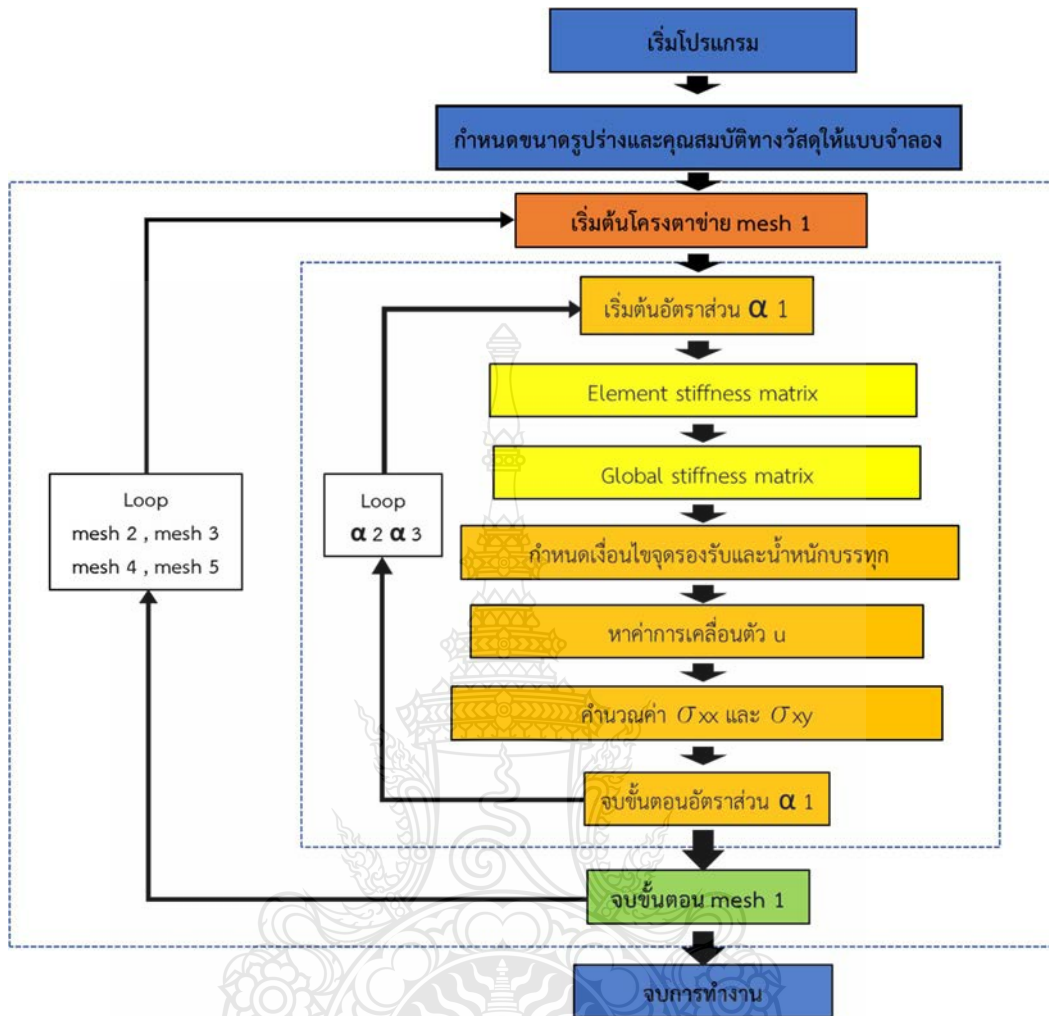 เริ่มโปรแกรม
กำหนดขนาดรูปร่างและคุณสมบัติทางวัสดุให้แบบจำลอง
เริ่มต้นโครงตาข่าย mesh 1
เริ่มต้นอัตราส่วน α 1
Element stiffness matrix
Global stiffness matrix
กำหนดเงื่อนไขจุดรองรับและน้ำหนักบรรทุก
หาค่าการเคลื่อนตัว u
คำนวณค่า σxx และ σxy
จบขั้นตอนอัตราส่วน α 1
Loop
α 2 α 3
จบขั้นตอน mesh 1
Loop
mesh 2 , mesh 3
mesh 4 , mesh 5
จบการทำงาน